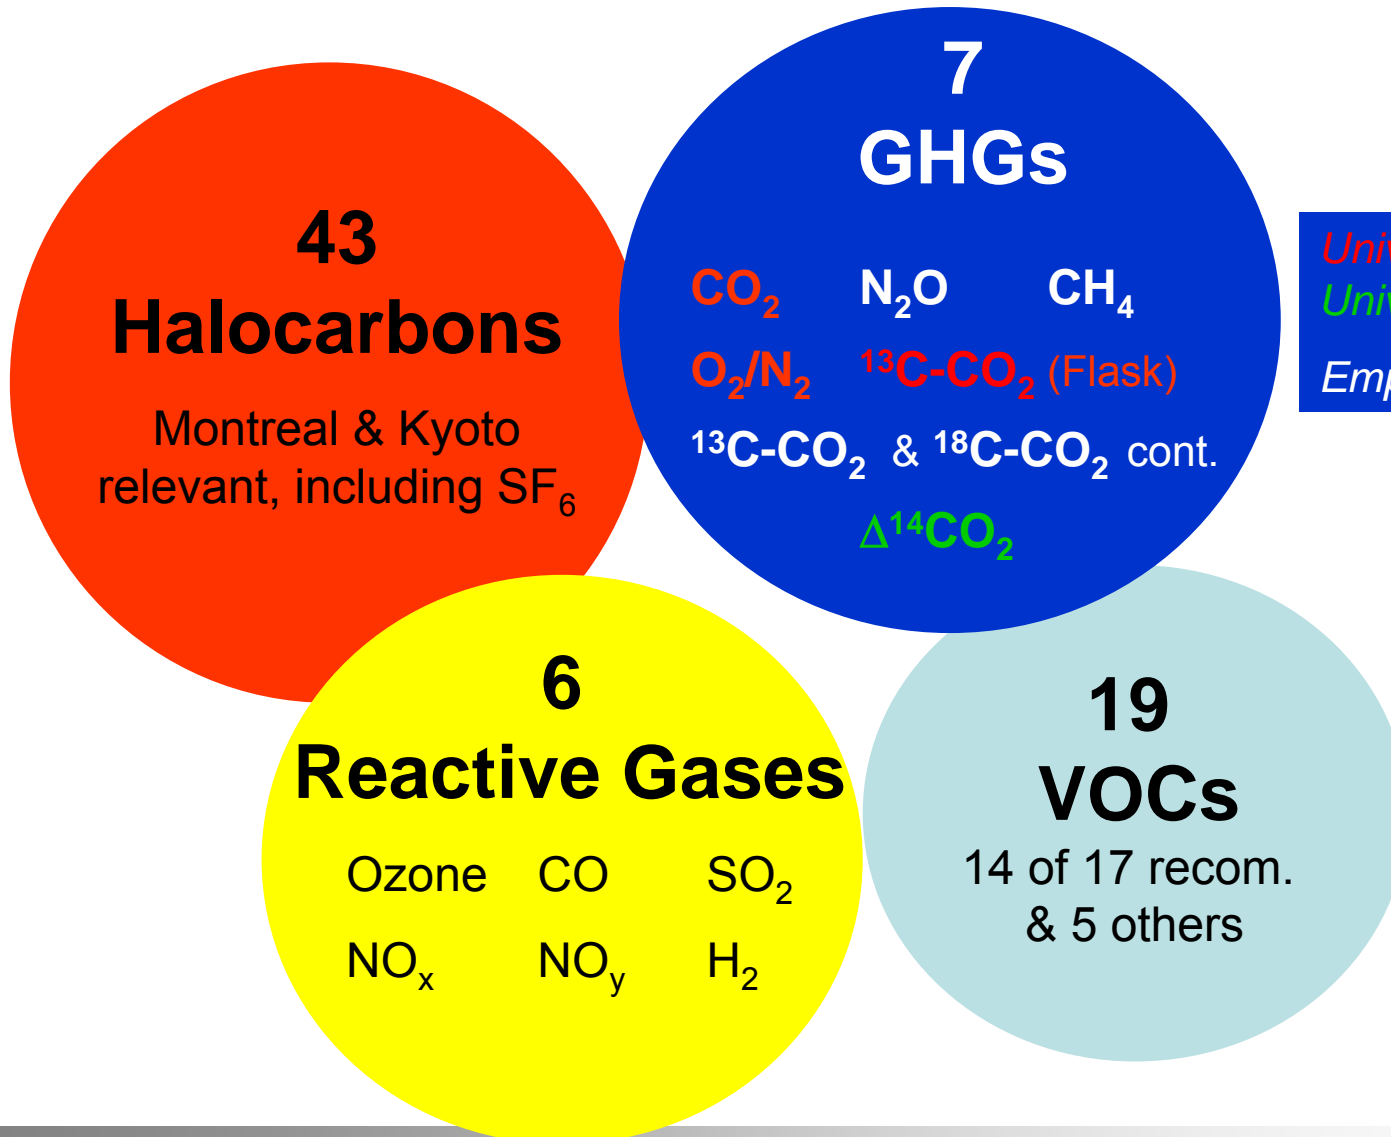 43
Halocarbons
Montreal & Kyoto
relevant, including SF₆
7
GHGs
CO₂ N₂O CH₄
O₂/N₂ ¹³C-CO₂ (Flask)
¹³C-CO₂ & ¹⁸C-CO₂ cont.
Δ¹⁴CO₂
6
Reactive Gases
Ozone CO SO₂
NOₓ NOᵧ H₂
19
VOCs
14 of 17 recom.
& 5 others